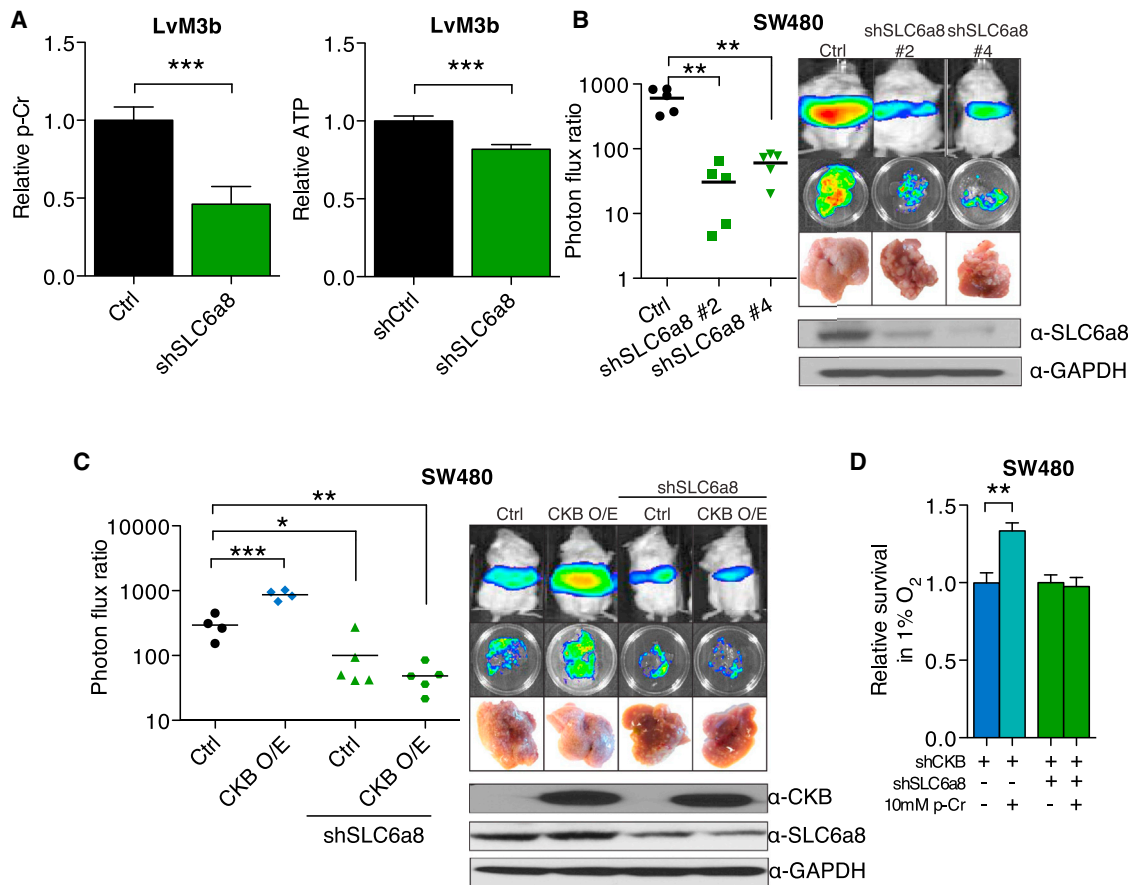 A
LvM3b
Relative p-Cr
1.5
1.0
0.5
0.0
***
Ctrl
shSLC6a8
LvM3b
Relative ATP
1.5
1.0
0.5
0.0
***
shCtrl
shSLC6a8
B
SW480
Photon flux ratio
1000
100
10
1
**
**
Ctrl
shSLC6a8 #2
shSLC6a8 #4
Ctrl
shSLC6a8
#2
shSLC6a8
#4
α-SLC6a8
α-GAPDH
C
SW480
Photon flux ratio
10000
1000
100
10
**
*
***
Ctrl
CKB O/E
Ctrl
CKB O/E
shSLC6a8
shSLC6a8
Ctrl
CKB O/E
Ctrl
CKB O/E
α-CKB
α-SLC6a8
α-GAPDH
D
SW480
Relative survival
in 1% O2
1.5
1.0
0.5
0.0
**
shCKB + + + +
shSLC6a8 - - + +
10mM p-Cr - + - +